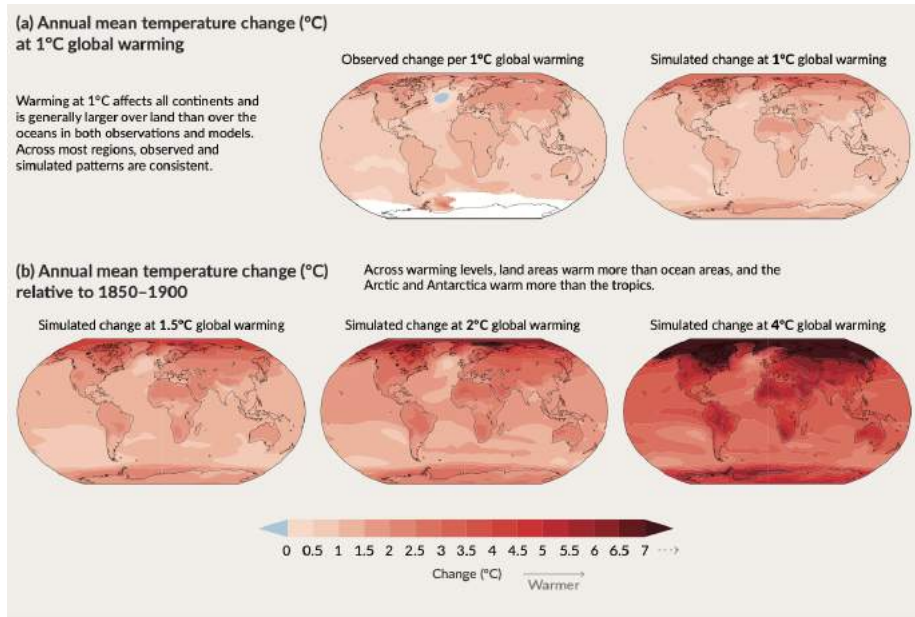 (a) Annual mean temperature change (°C)
at 1°C global warming
Observed change per 1°C global warming
Simulated change at 1°C global warming
Warming at 1°C affects all continents and
is generally larger over land than over the
oceans in both observations and models.
Across most regions, observed and
simulated patterns are consistent.
(b) Annual mean temperature change (°C)
relative to 1850–1900
Across warming levels, land areas warm more than ocean areas, and the
Arctic and Antarctica warm more than the tropics.
Simulated change at 1.5°C global warming
Simulated change at 2°C global warming
Simulated change at 4°C global warming
0 0.5 1 1.5 2 2.5 3 3.5 4 4.5 5 5.5 6 6.5 7
Change (°C)
Warmer